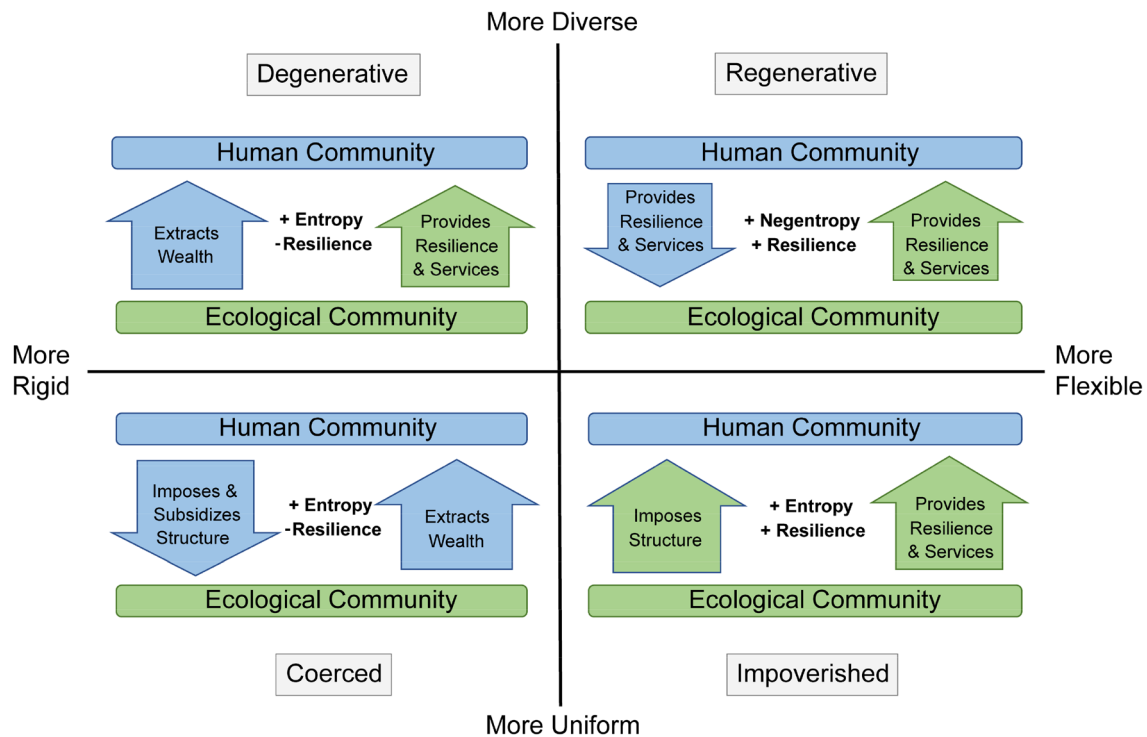 More Diverse
Degenerative
Human Community
Extracts
Wealth
+ Entropy
-Resilience
Provides
Resilience
& Services
Ecological Community
Regenerative
Human Community
Provides
Resilience
& Services
+ Negentropy
+ Resilience
Provides
Resilience
& Services
Ecological Community
More
Rigid
More
Flexible
Human Community
Imposes &
Subsidizes
Structure
+ Entropy
-Resilience
Extracts
Wealth
Ecological Community
Coerced
Human Community
Imposes
Structure
+ Entropy
+ Resilience
Provides
Resilience
& Services
Ecological Community
Impoverished
More Uniform